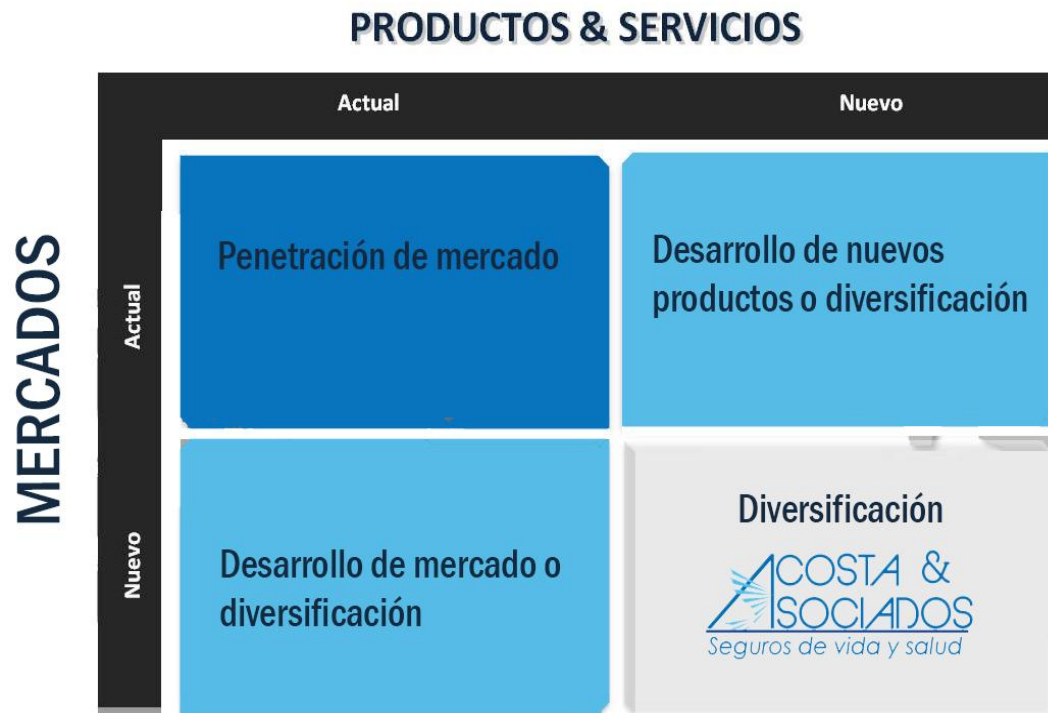 PRODUCTOS & SERVICIOS
Actual
Nuevo
MERCADOS
Actual
Penetración de mercado
Desarrollo de nuevos
productos o diversificación
Nuevo
Desarrollo de mercado o
diversificación
Diversificación
ACOSTA &
ASOCIADOS
Seguros de vida y salud